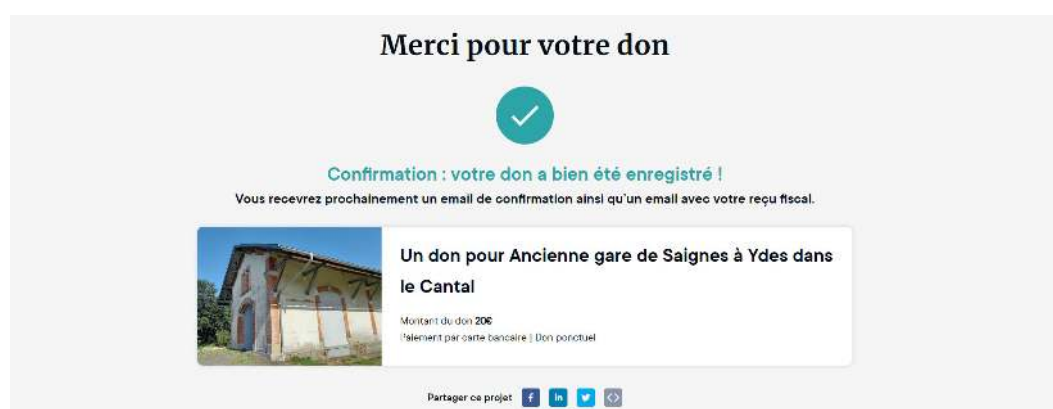 Merci pour votre don
Confirmation : votre don a bien été enregistré !
Vous recevrez prochainement un email de confirmation ainsi qu'un email avec votre reçu fiscal.
Un don pour Ancienne gare de Saignes à Ydes dans
le Cantal
Montant du don 20€
Paiement par carte bancaire | Don ponctuel
Partager ce projet